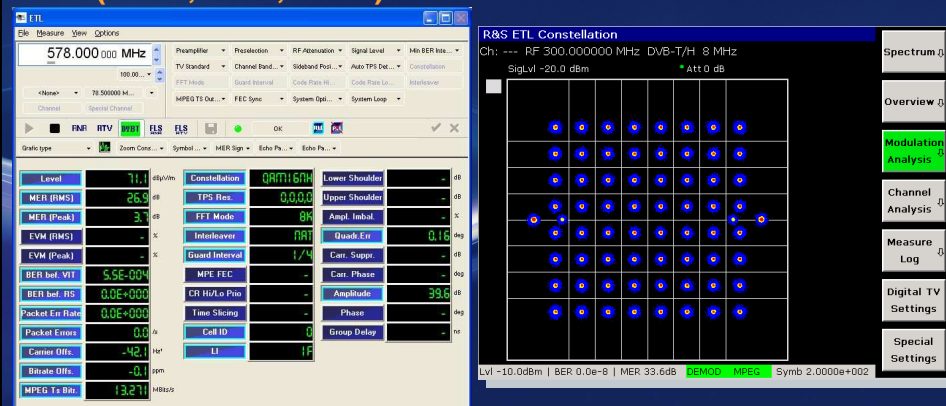 ETL
File Measure View Options
578.000 000 MHz
100.00...
<None> 78.500000 M...
Channel Special Channel
Preamplifier Preselection RF Attenuation Signal Level Min BER Inte...
TV Standard Channel Band... Sideband Posi... Auto TPS Det... Constellation
FFT Mode Guard Interval Code Rate Hi... Code Rate Lo... Interleaver
MPEG TS Out... FEC Sync System Opti... System Loop
RTV DVBT OK
Grafic type Zoom Cons... Symbol ... MER Sign Echo Pa... Echo Pa...
Level 71.1 dBµV/m
MER (RMS) 26.9 dB
MER (Peak) 3.7 dB
EVM (RMS) - %
EVM (Peak) - %
BER bef. VIT 5.5E-004
BER bef. RS 0.0E+000
Packet Err Rate 0.0E+000
Packet Errors 0.0 /s
Carrier Offs. -42.1 Hz
Bitrate Offs. -0.1 ppm
MPEG Ts Bitr. 13.271 MBits/s
Constellation QAM16NH
TPS Res. 0,0,0,0
FFT Mode 8K
Interleaver NAT
Guard Interval 1/4
MPE FEC -
CR Hi/Lo Prio -
Time Slicing -
Cell ID 0
LI 1F
Lower Shoulder - dB
Upper Shoulder - dB
Ampl. Imbal. - %
Quadr.Err 0.16 deg
Carr. Suppr. - dB
Carr. Phase - deg
Amplitude 39.6 dB
Phase - deg
Group Delay - ns
R&S ETL Constellation
Ch: --- RF 300.000000 MHz DVB-T/H 8 MHz
SigLvl -20.0 dBm Att 0 dB
Lvl -10.0dBm | BER 0.0e-8 | MER 33.6dB DEMOD MPEG Symb 2.0000e+002
Spectrum
Overview
Modulation
Analysis
Channel
Analysis
Measure
Log
Digital TV
Settings
Special
Settings